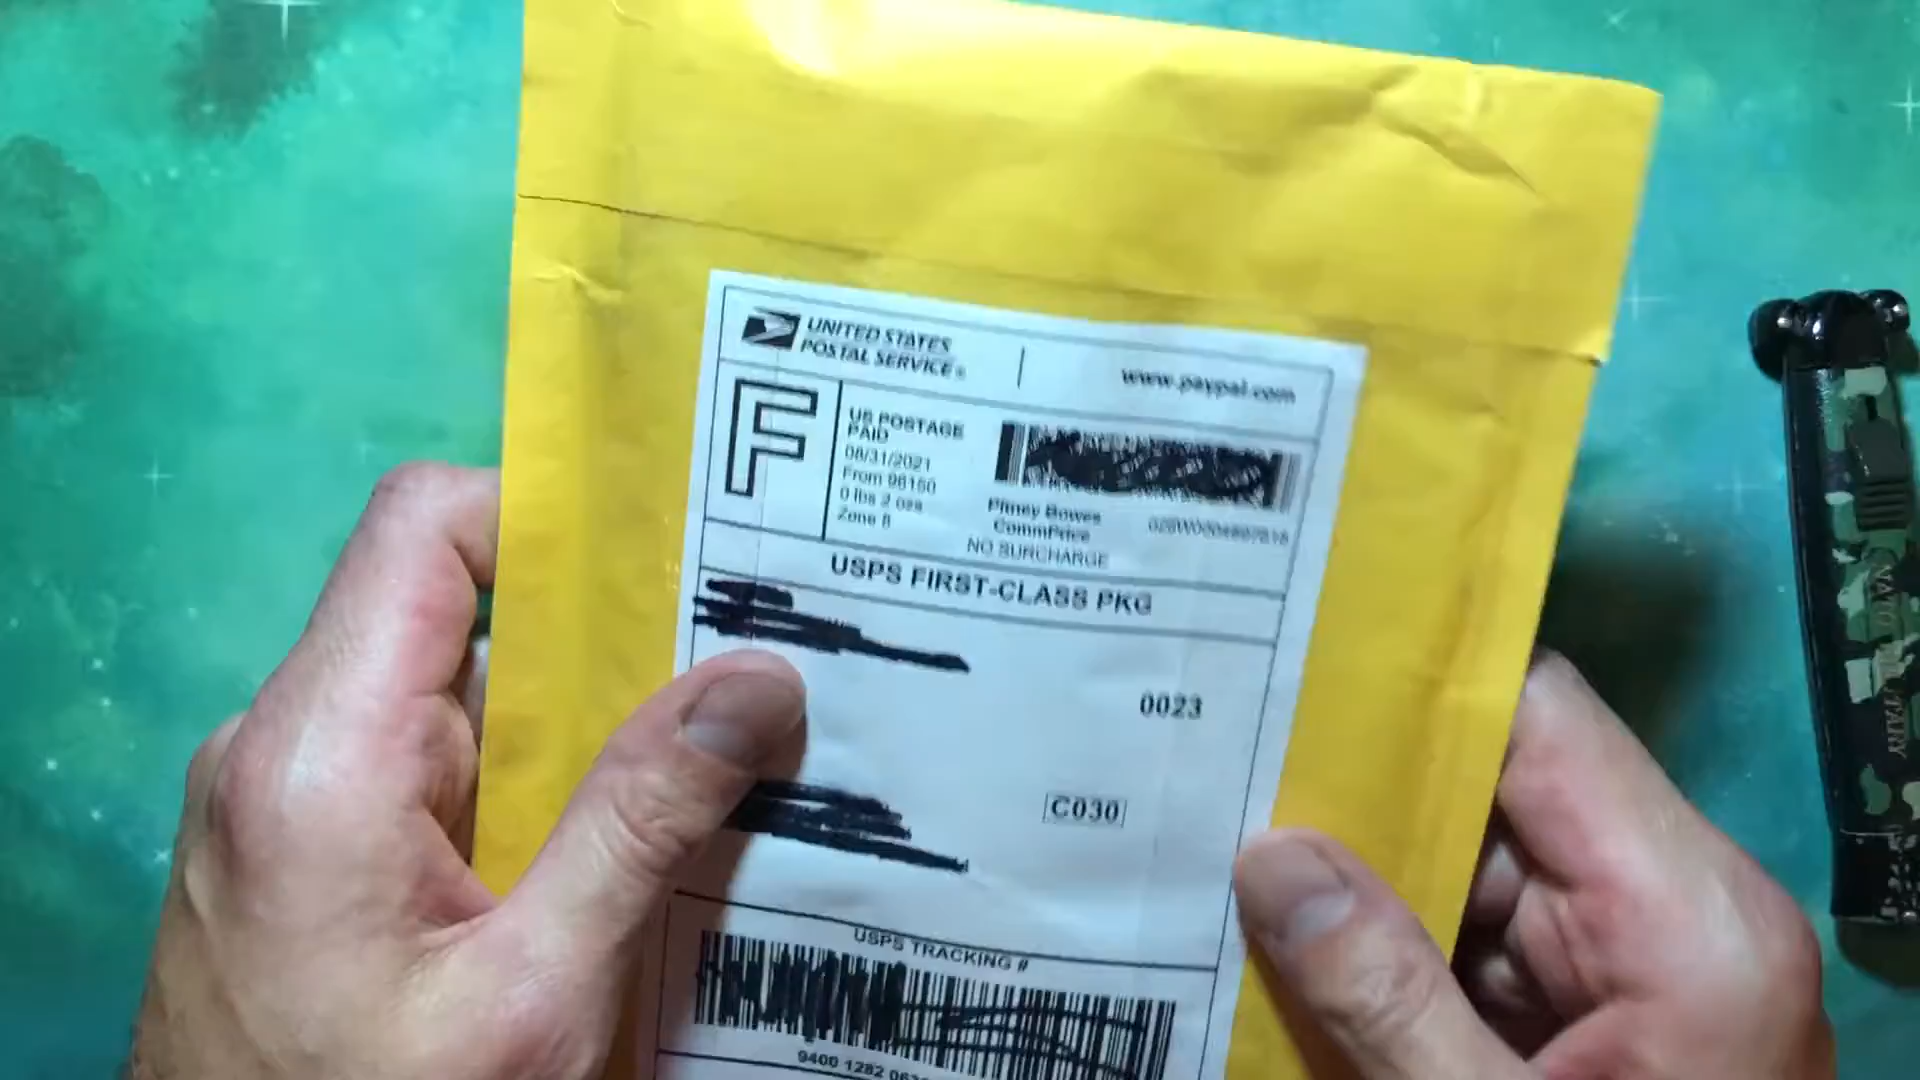 UNITED STATES
POSTAL SERVICE®
www.paypal.com
F
US POSTAGE
PAID
08/31/2021
From 98150
0 lbs 2 ozs
Zone 8
Pitney Bowes
CommPrice
NO SURCHARGE
USPS FIRST-CLASS PKG
0023
C030
USPS TRACKING #
9400 1282